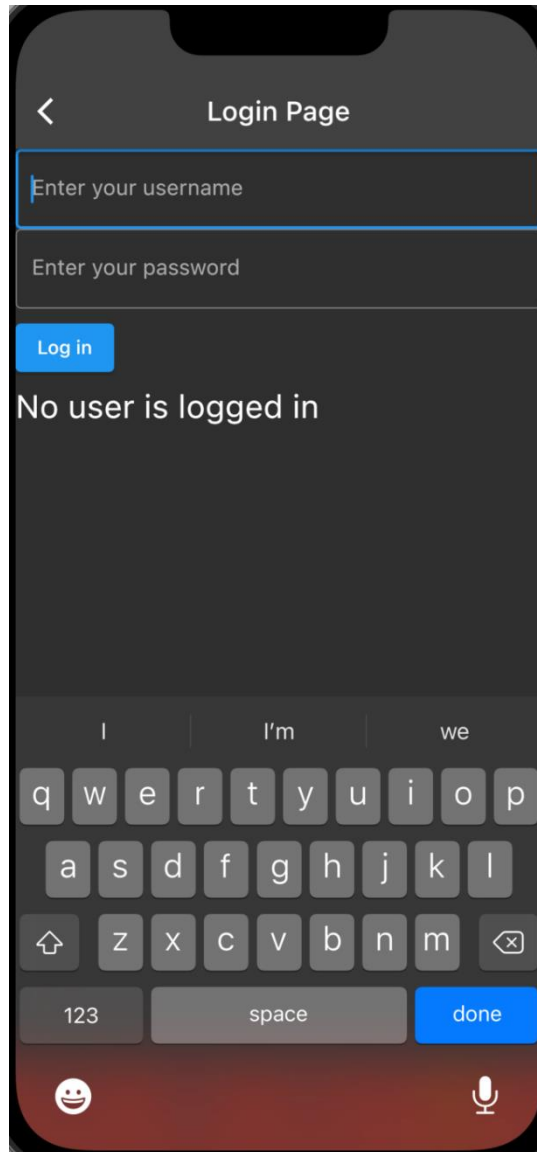 Login Page
Enter your username
Enter your password
Log in
No user is logged in
I I'm we
q w e r t y u i o p
a s d f g h j k l
z x c v b n m
123 space done